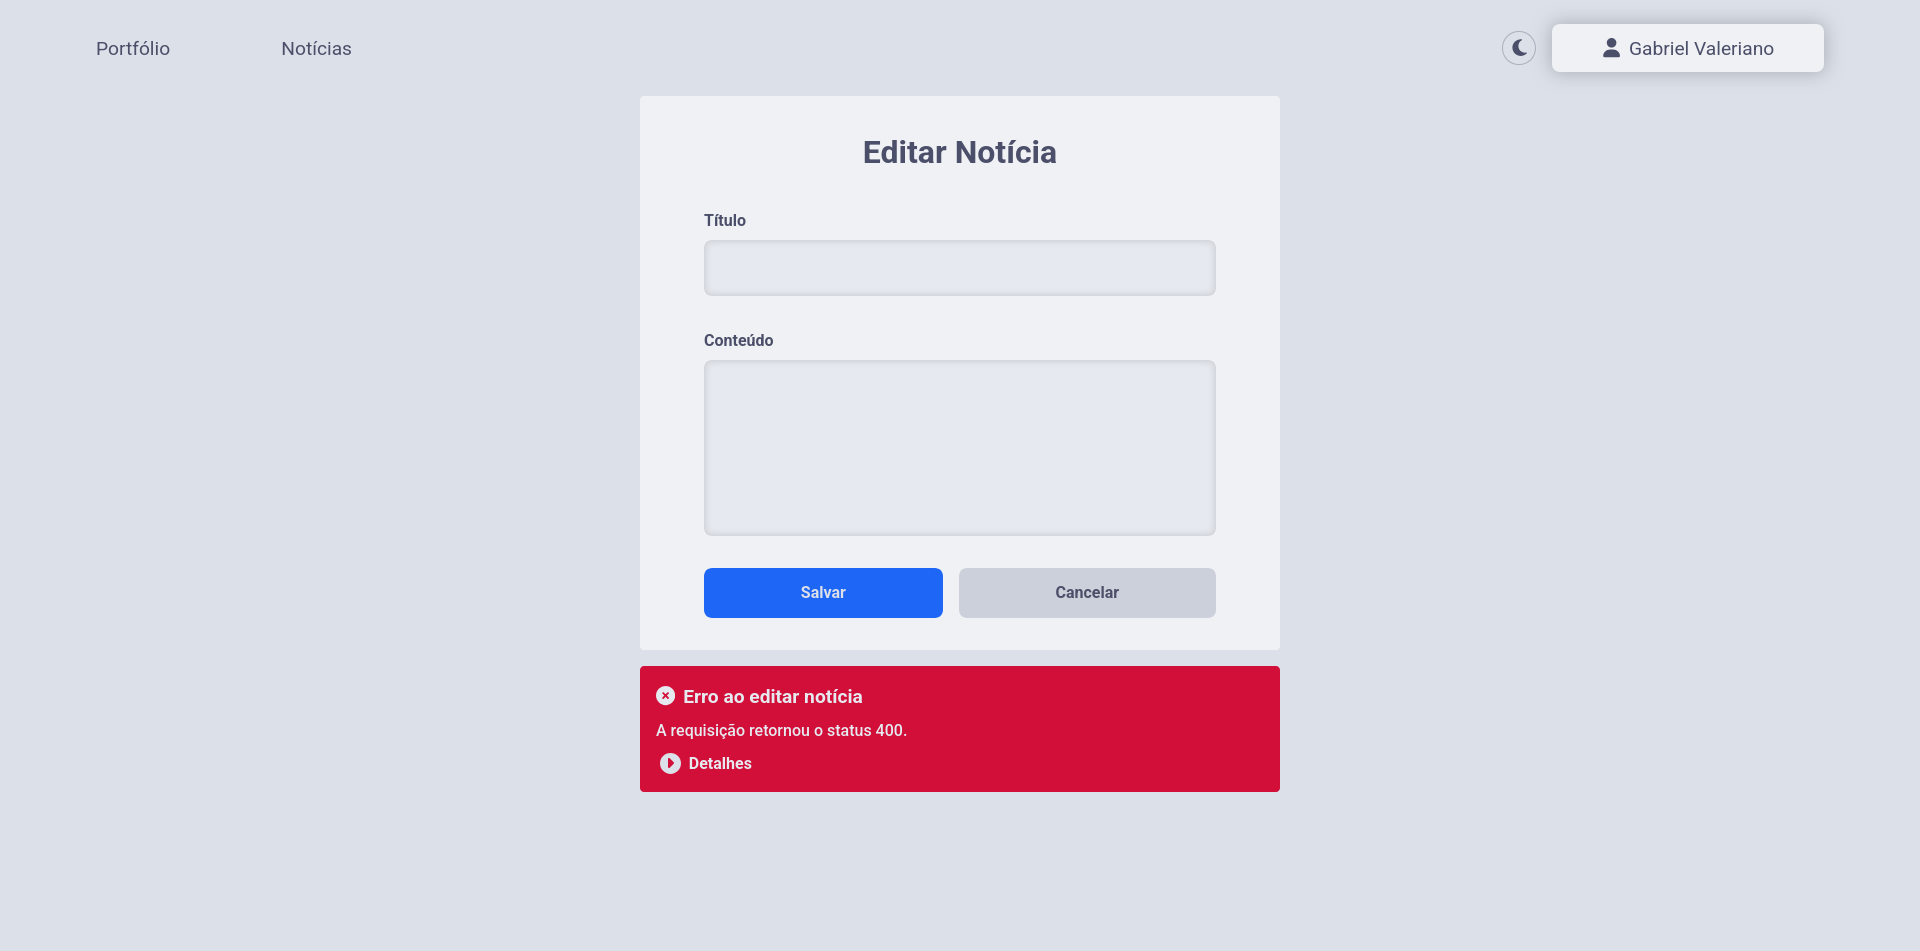 Portfólio
Notícias
Gabriel Valeriano
Editar Notícia
Título
Conteúdo
Salvar
Cancelar
Erro ao editar notícia
A requisição retornou o status 400.
Detalhes